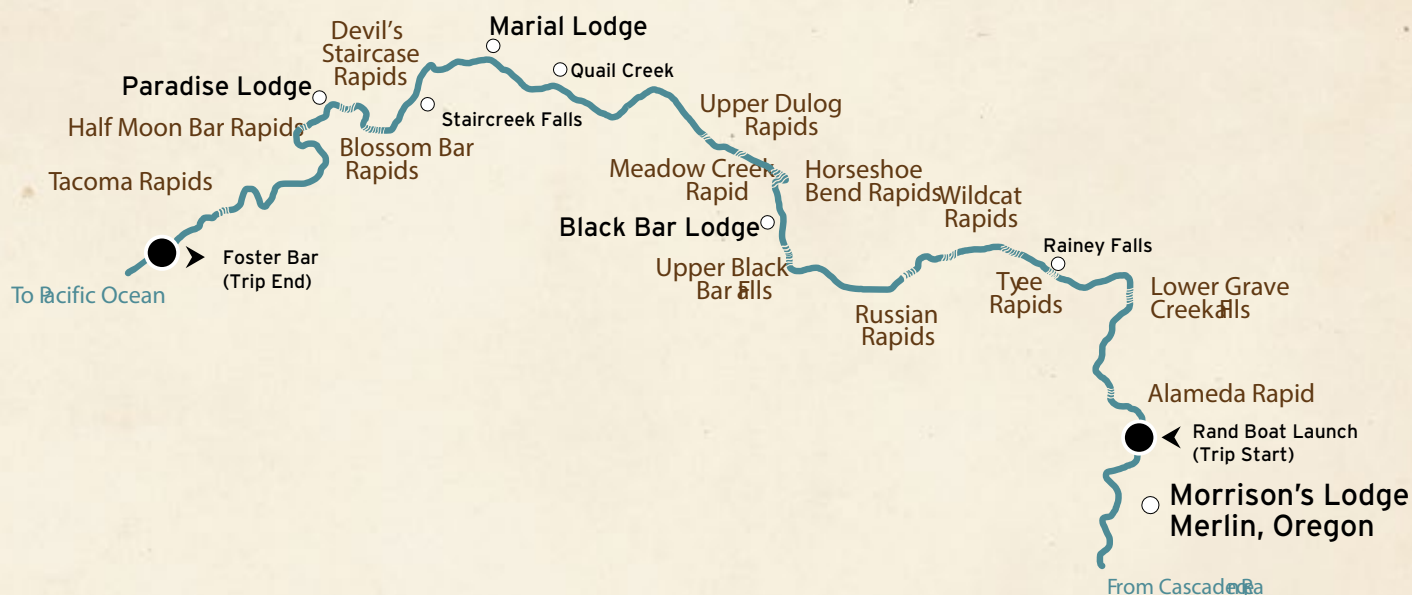 Devil's
Staircase
Rapids
Marial Lodge
Paradise Lodge
Quail Creek
Half Moon Bar Rapids
Staircreek Falls
Upper Dulog
Rapids
Blossom Bar
Rapids
Tacoma Rapids
Meadow Creek
Rapid
Horseshoe
Bend Rapids
Wildcat
Rapids
Black Bar Lodge
Foster Bar
(Trip End)
To Pacific Ocean
Upper Black
Bar Falls
Rainey Falls
Tyee
Rapids
Russian
Rapids
Lower Grave
Creek Falls
Alameda Rapid
Rand Boat Launch
(Trip Start)
Morrison's Lodge
Merlin, Oregon
From Cascade